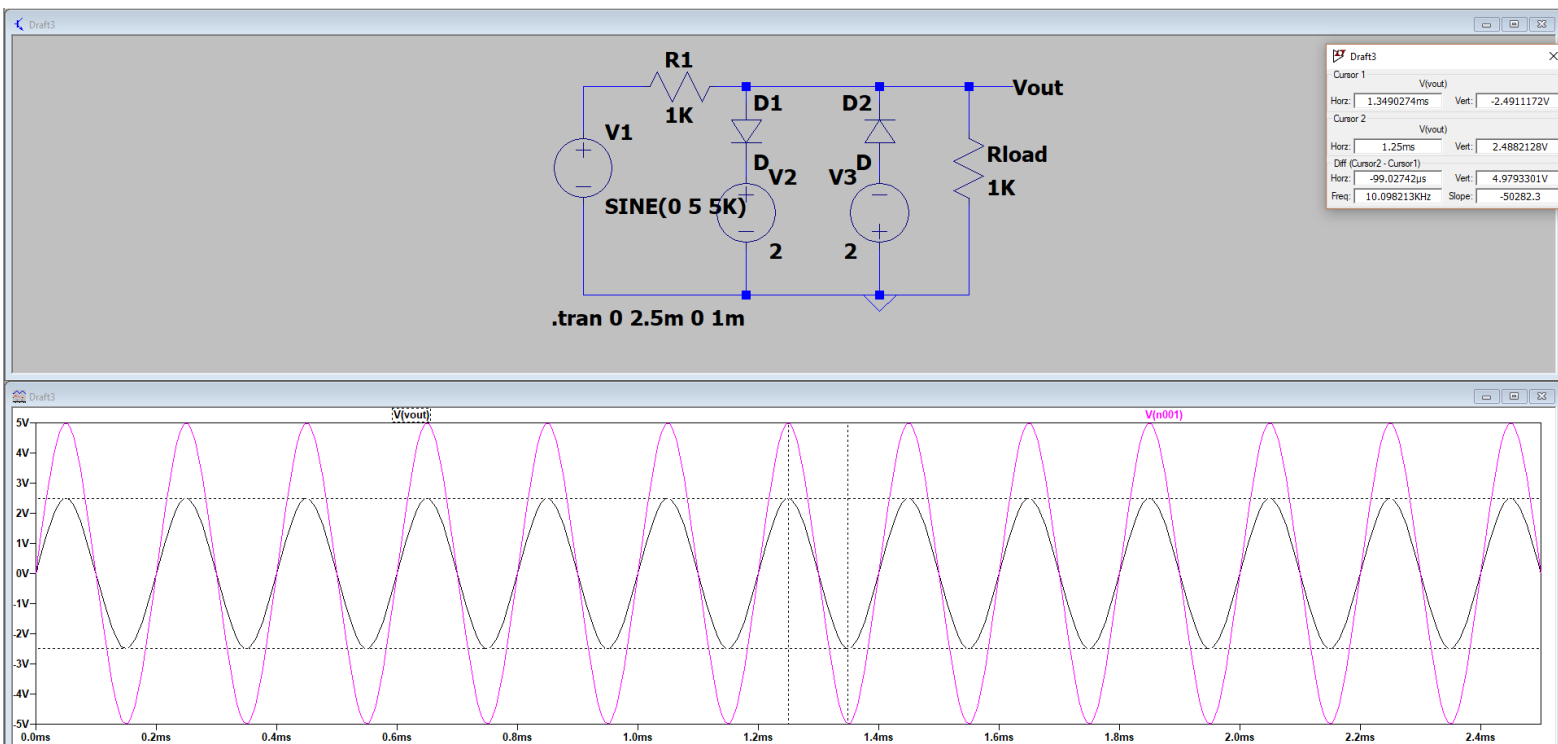 Draft3
R1
1K
V1
SINE(0 5 5K)
D1
D
V2
2
D2
D
V3
2
Vout
Rload
1K
.tran 0 2.5m 0 1m
Draft3
Cursor 1
V(vout)
Horz: 1.3490274ms Vert: -2.4911172V
Cursor 2
V(vout)
Horz: 1.25ms Vert: 2.4882128V
Diff (Cursor2 - Cursor1)
Horz: -99.02742µs Vert: 4.9793301V
Freq: 10.098213KHz Slope: -50282.3
Draft3
V(vout) V(n001)
5V
4V
3V
2V
1V
0V
-1V
-2V
-3V
-4V
-5V
0.0ms 0.2ms 0.4ms 0.6ms 0.8ms 1.0ms 1.2ms 1.4ms 1.6ms 1.8ms 2.0ms 2.2ms 2.4ms